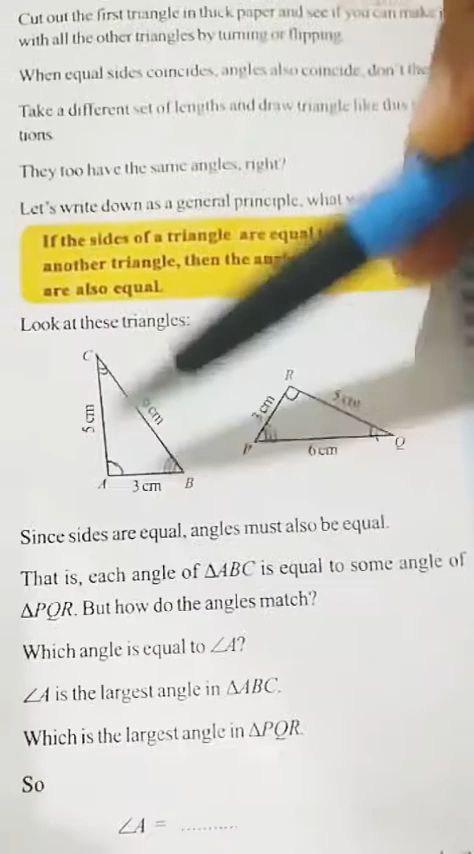 Cut out the first triangle in thick paper and see if you can make
with all the other triangles by turning or flipping.
When equal sides coincides, angles also coincide, don't the
Take a different set of lengths and draw triangle like this
tions.
They too have the same angles, right?
Let's write down as a general principle, what
If the sides of a triangle are equal
another triangle, then the
are also equal.
Look at these triangles:
C
5 cm
cm
A 3 cm B
R
3 cm
5 cm
P
6 cm
Q
Since sides are equal, angles must also be equal.
That is, each angle of ΔABC is equal to some angle of
ΔPQR. But how do the angles match?
Which angle is equal to ∠A?
∠A is the largest angle in ΔABC.
Which is the largest angle in ΔPQR.
So
∠A = ...........